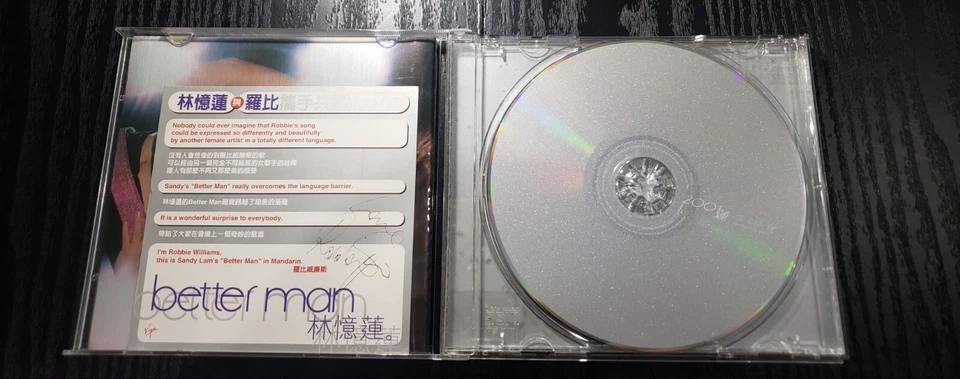 林憶蓮與羅比攜手共
Nobody could ever imagine that Robbie's song
could be expressed so differently and beautifully
by another female artist in a totally different language.
沒有人會想像的到羅比威廉斯的歌
可以經由另一個完全不同語言的女歌手的詮釋
讓人有那麼不同又那麼美的感受
Sandy's "Better Man" really overcomes the language barrier.
林憶蓮的Better Man確實跨越了語言的藩籬
It is a wonderful surprise to everybody.
帶給了大家在音樂上一個奇妙的驚喜
I'm Robbie Williams,
this is Sandy Lam's "Better Man" in Mandarin.
羅比威廉斯
better man
林憶蓮。
Virgin